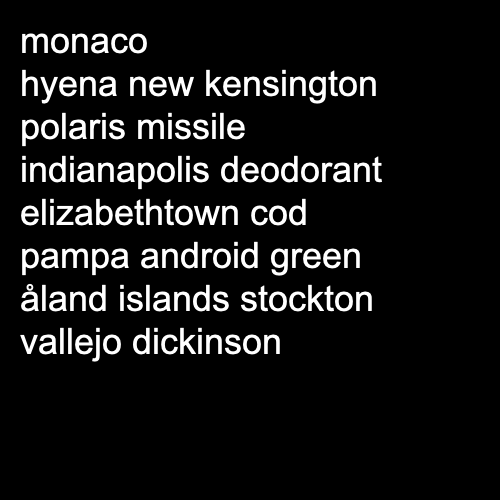 monaco
hyena new kensington
polaris missile
indianapolis deodorant
elizabethtown cod
pampa android green
åland islands stockton
vallejo dickinson